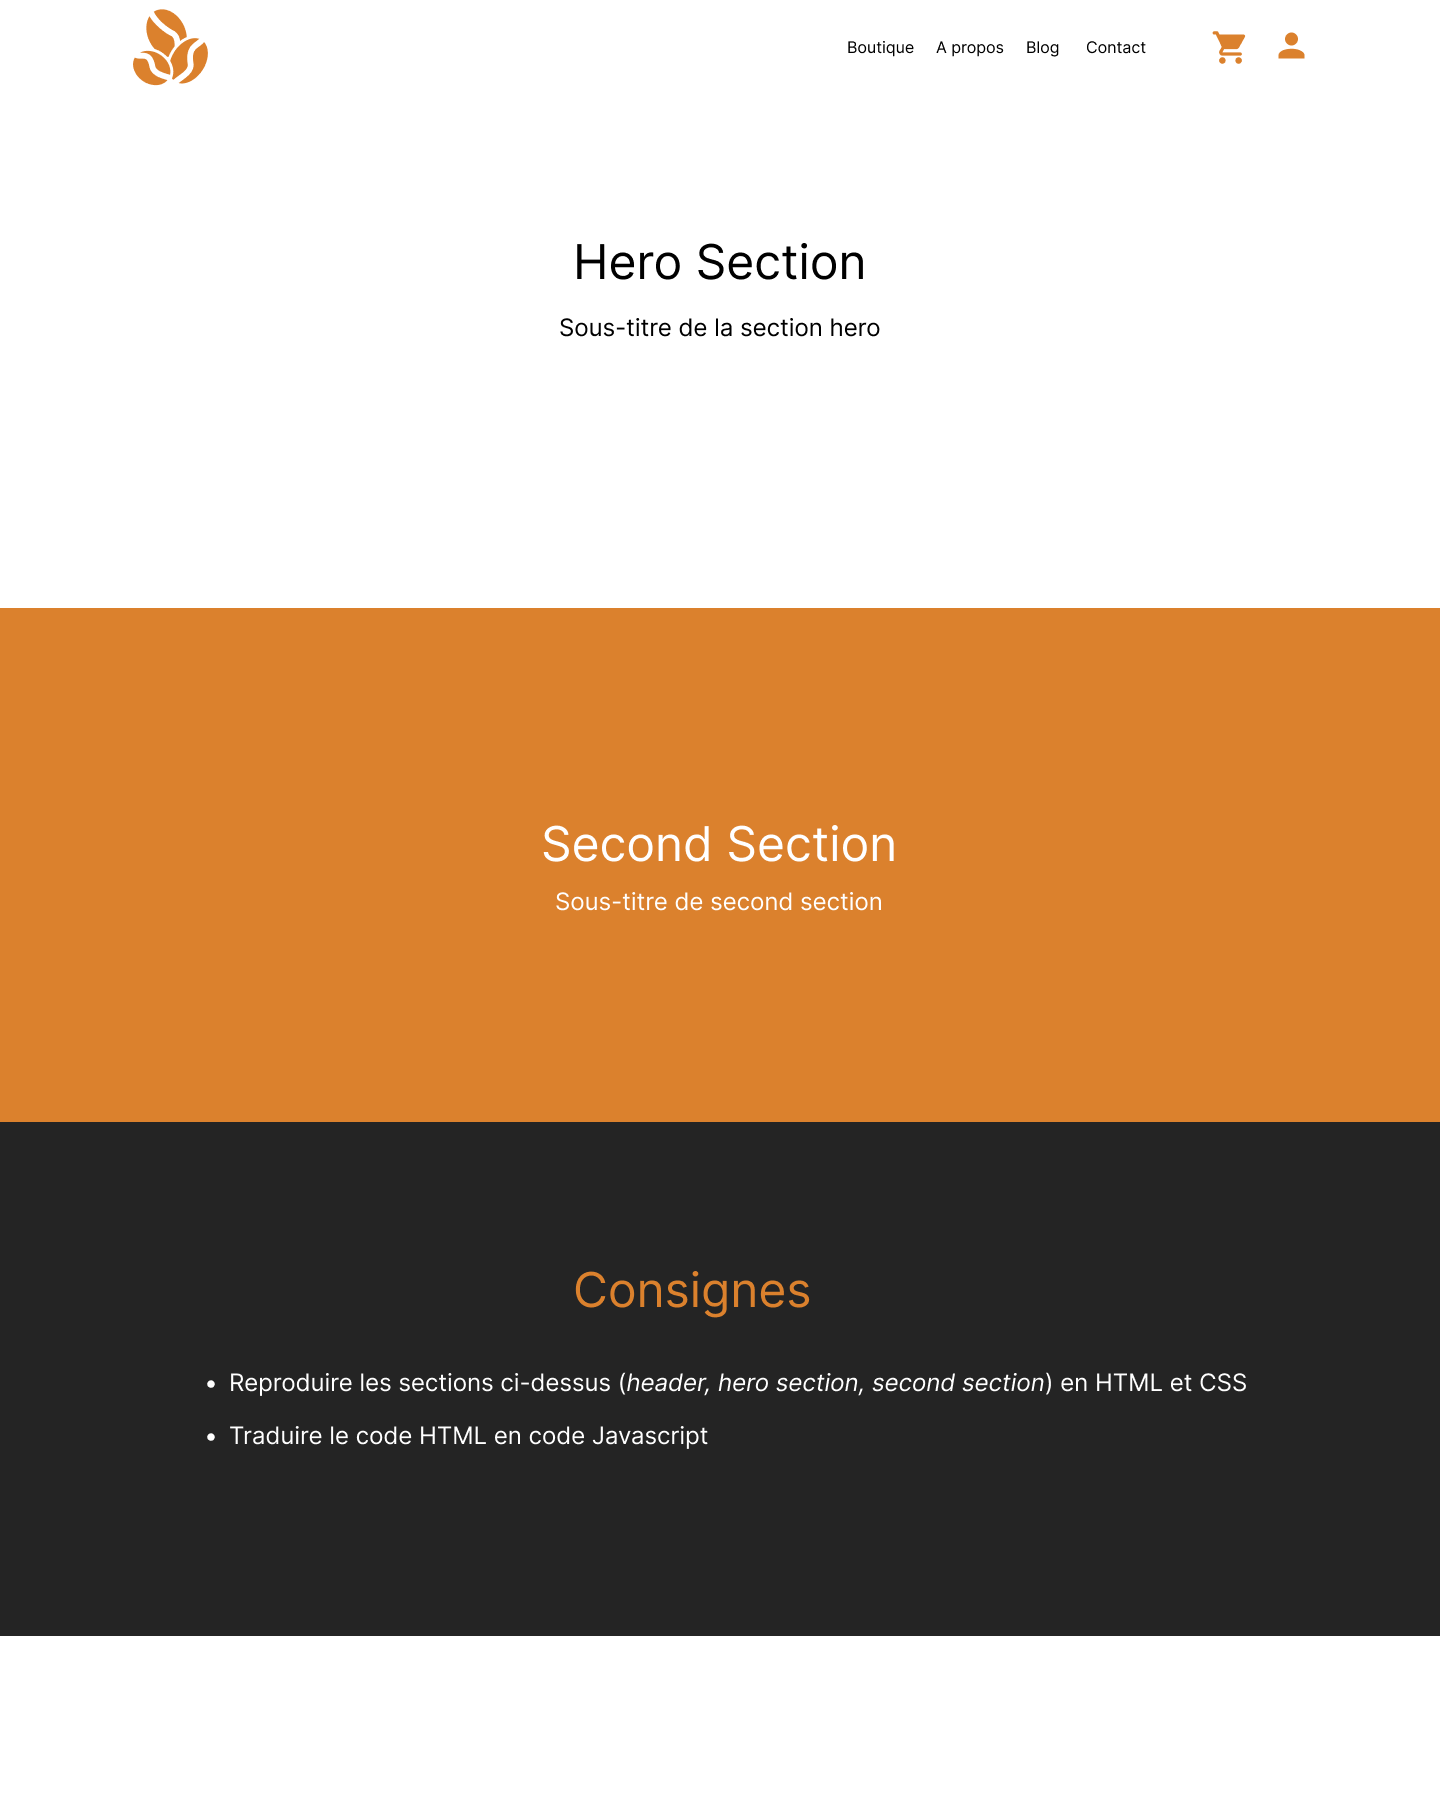 Boutique A propos Blog Contact
Hero Section
Sous-titre de la section hero
Second Section
Sous-titre de second section
Consignes
• Reproduire les sections ci-dessus (header, hero section, second section) en HTML et CSS
• Traduire le code HTML en code Javascript